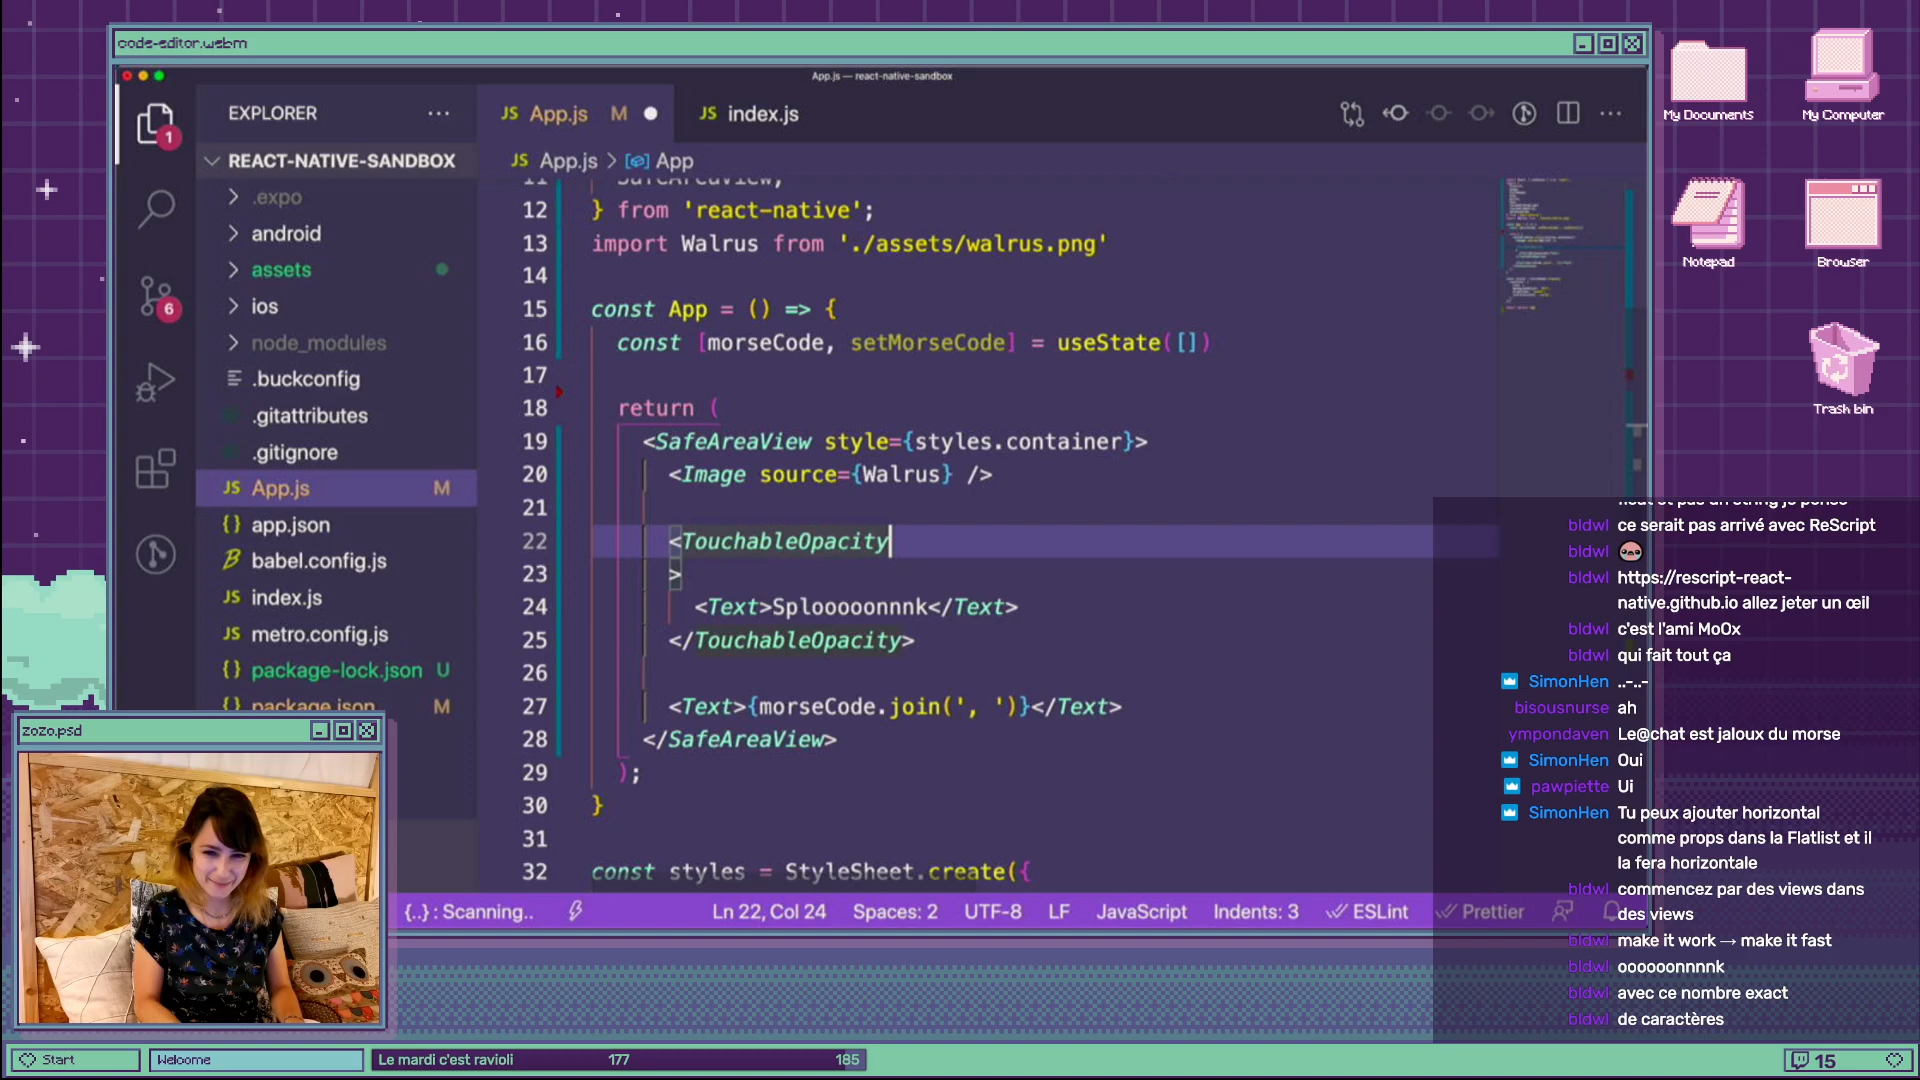 code-editor.webm
App.js — react-native-sandbox
EXPLORER
JS App.js M
JS index.js
REACT-NATIVE-SANDBOX
JS App.js > App
.expo
android
assets
ios
node_modules
.buckconfig
.gitattributes
.gitignore
JS App.js M
{} app.json
babel.config.js
JS index.js
JS metro.config.js
{} package-lock.json U
{} package.json M
1
6
11 SafeAreaView,
12 } from 'react-native';
13 import Walrus from './assets/walrus.png'
14
15 const App = () => {
16 const [morseCode, setMorseCode] = useState([])
17
18 return (
19 <SafeAreaView style={styles.container}>
20 <Image source={Walrus} />
21
22 <TouchableOpacity
23 >
24 <Text>Splooooonnnk</Text>
25 </TouchableOpacity>
26
27 <Text>{morseCode.join(', ')}</Text>
28 </SafeAreaView>
29 );
30 }
31
32 const styles = StyleSheet.create({
{..} : Scanning..
Ln 22, Col 24
Spaces: 2
UTF-8
LF
JavaScript
Indents: 3
ESLint
Prettier
My Documents
My Computer
Notepad
Browser
Trash bin
bldwl ce serait pas arrivé avec ReScript
bldwl
bldwl https://rescript-react-
native.github.io allez jeter un œil
bldwl c'est l'ami MoOx
bldwl qui fait tout ça
SimonHen ..-..-
bisousnurse ah
ympondaven Le@chat est jaloux du morse
SimonHen Oui
pawpiette Ui
SimonHen Tu peux ajouter horizontal
comme props dans la Flatlist et il
la fera horizontale
bldwl commencez par des views dans
des views
bldwl make it work → make it fast
bldwl oooooonnnnk
bldwl avec ce nombre exact
bldwl de caractères
zozo.psd
Start
Welcome
Le mardi c'est ravioli 177 185
15